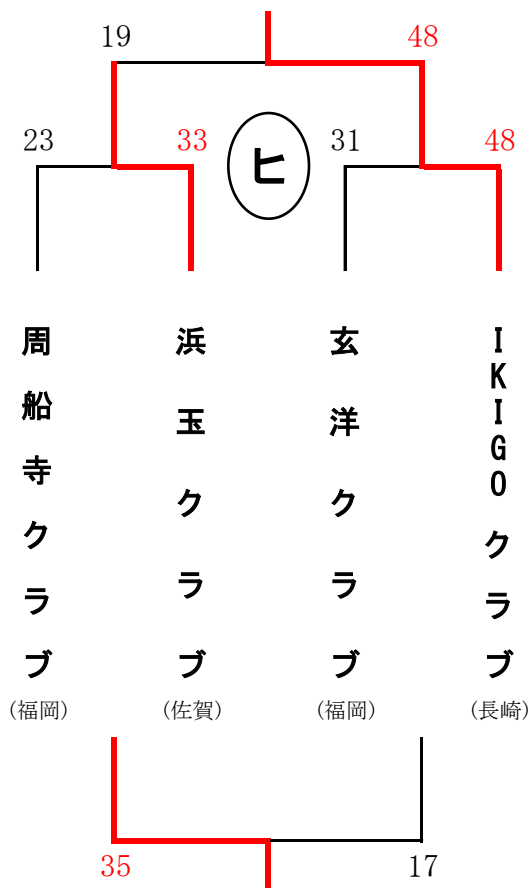 19 48
23 33 31 48
ヒ
周船寺クラブ
(福岡)
浜玉クラブ
(佐賀)
玄洋クラブ
(福岡)
IKIGOクラブ
(長崎)
35 17